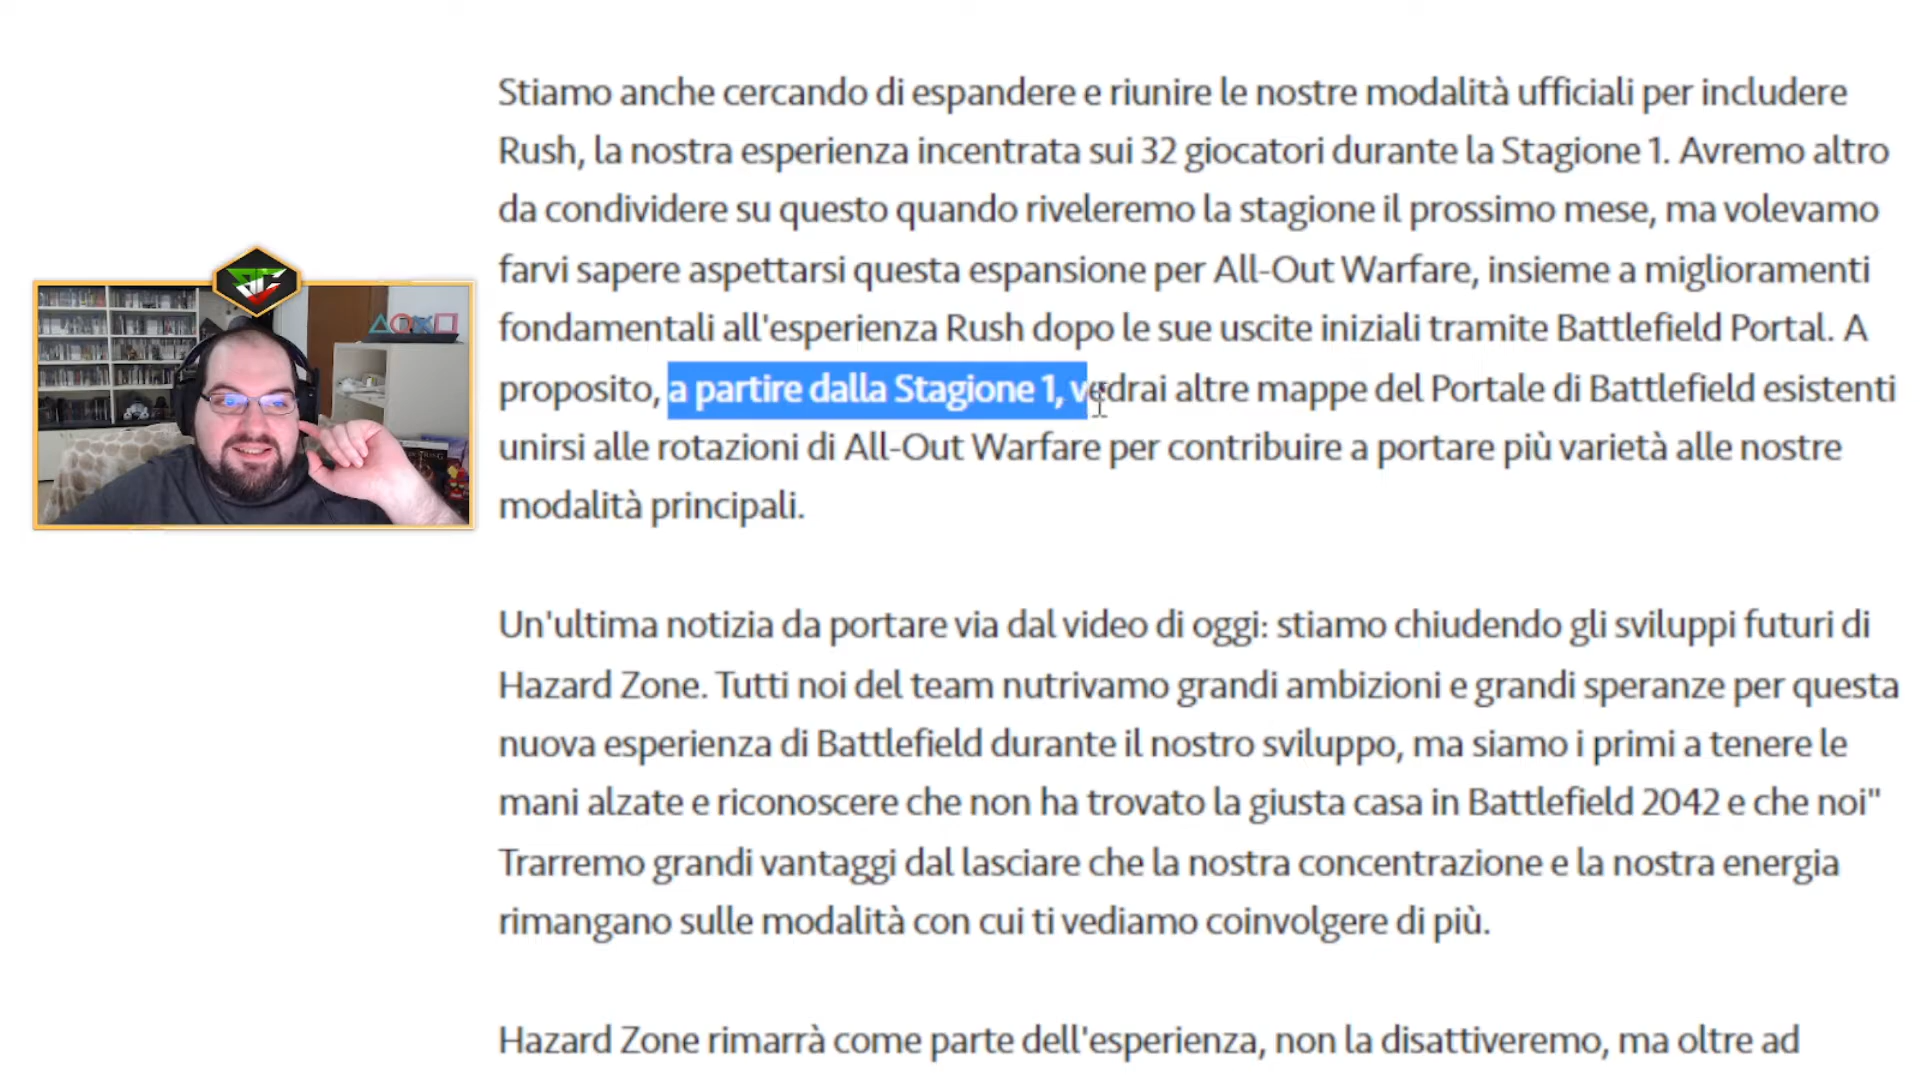 Stiamo anche cercando di espandere e riunire le nostre modalità ufficiali per includere
Rush, la nostra esperienza incentrata sui 32 giocatori durante la Stagione 1. Avremo altro
da condividere su questo quando riveleremo la stagione il prossimo mese, ma volevamo
farvi sapere aspettarsi questa espansione per All-Out Warfare, insieme a miglioramenti
fondamentali all'esperienza Rush dopo le sue uscite iniziali tramite Battlefield Portal. A
proposito, a partire dalla Stagione 1, vedrai altre mappe del Portale di Battlefield esistenti
unirsi alle rotazioni di All-Out Warfare per contribuire a portare più varietà alle nostre
modalità principali.
Un'ultima notizia da portare via dal video di oggi: stiamo chiudendo gli sviluppi futuri di
Hazard Zone. Tutti noi del team nutrivamo grandi ambizioni e grandi speranze per questa
nuova esperienza di Battlefield durante il nostro sviluppo, ma siamo i primi a tenere le
mani alzate e riconoscere che non ha trovato la giusta casa in Battlefield 2042 e che noi"
Trarremo grandi vantaggi dal lasciare che la nostra concentrazione e la nostra energia
rimangano sulle modalità con cui ti vediamo coinvolgere di più.
Hazard Zone rimarrà come parte dell'esperienza, non la disattiveremo, ma oltre ad